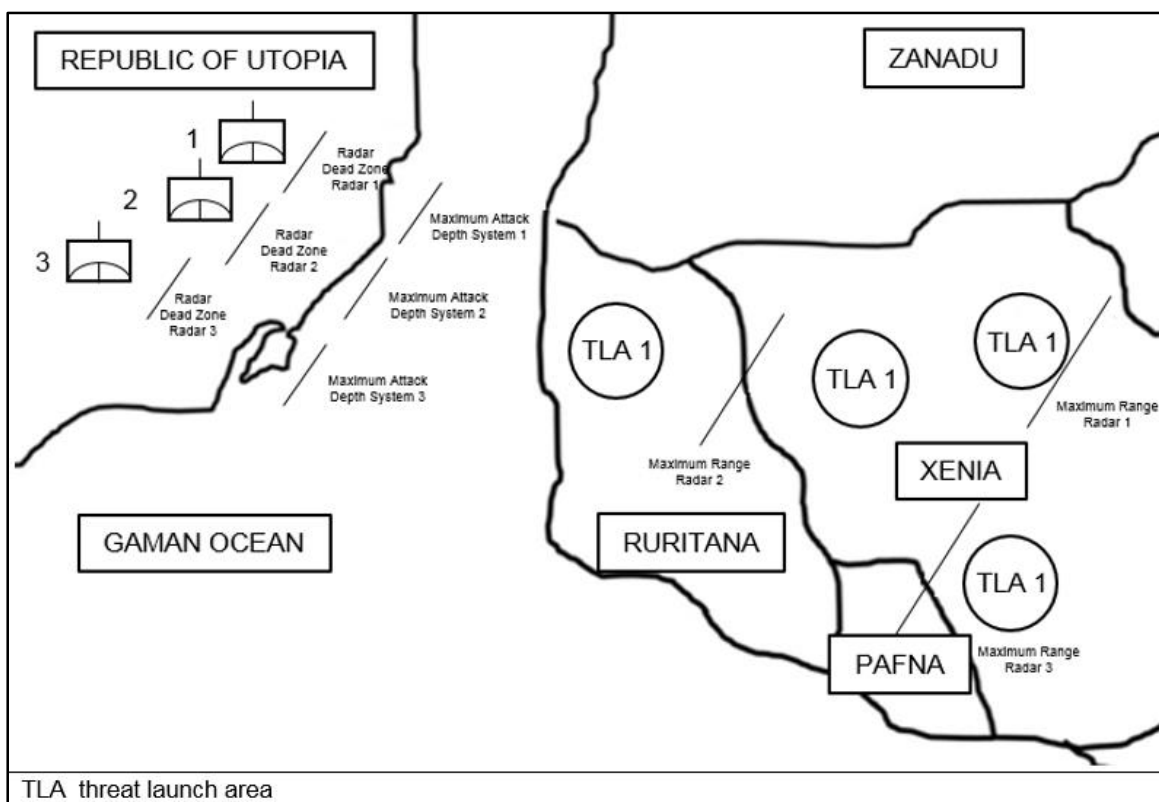 REPUBLIC OF UTOPIA
ZANADU
1
Radar
Dead Zone
Radar 1
2
Maximum Attack
Depth System 1
Radar
Dead Zone
Radar 2
3
Radar
Dead Zone
Radar 3
Maximum Attack
Depth System 2
TLA 1
TLA 1
TLA 1
Maximum Attack
Depth System 3
Maximum Range
Radar 1
Maximum Range
Radar 2
XENIA
GAMAN OCEAN
RURITANA
TLA 1
PAFNA
Maximum Range
Radar 3
TLA threat launch area